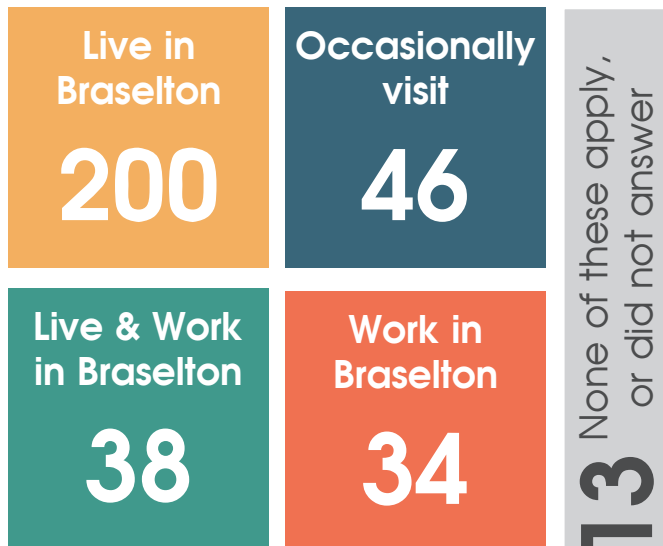 Live in
Braselton
200
Occasionally
visit
46
Live & Work
in Braselton
38
Work in
Braselton
34
13
None of these apply,
or did not answer